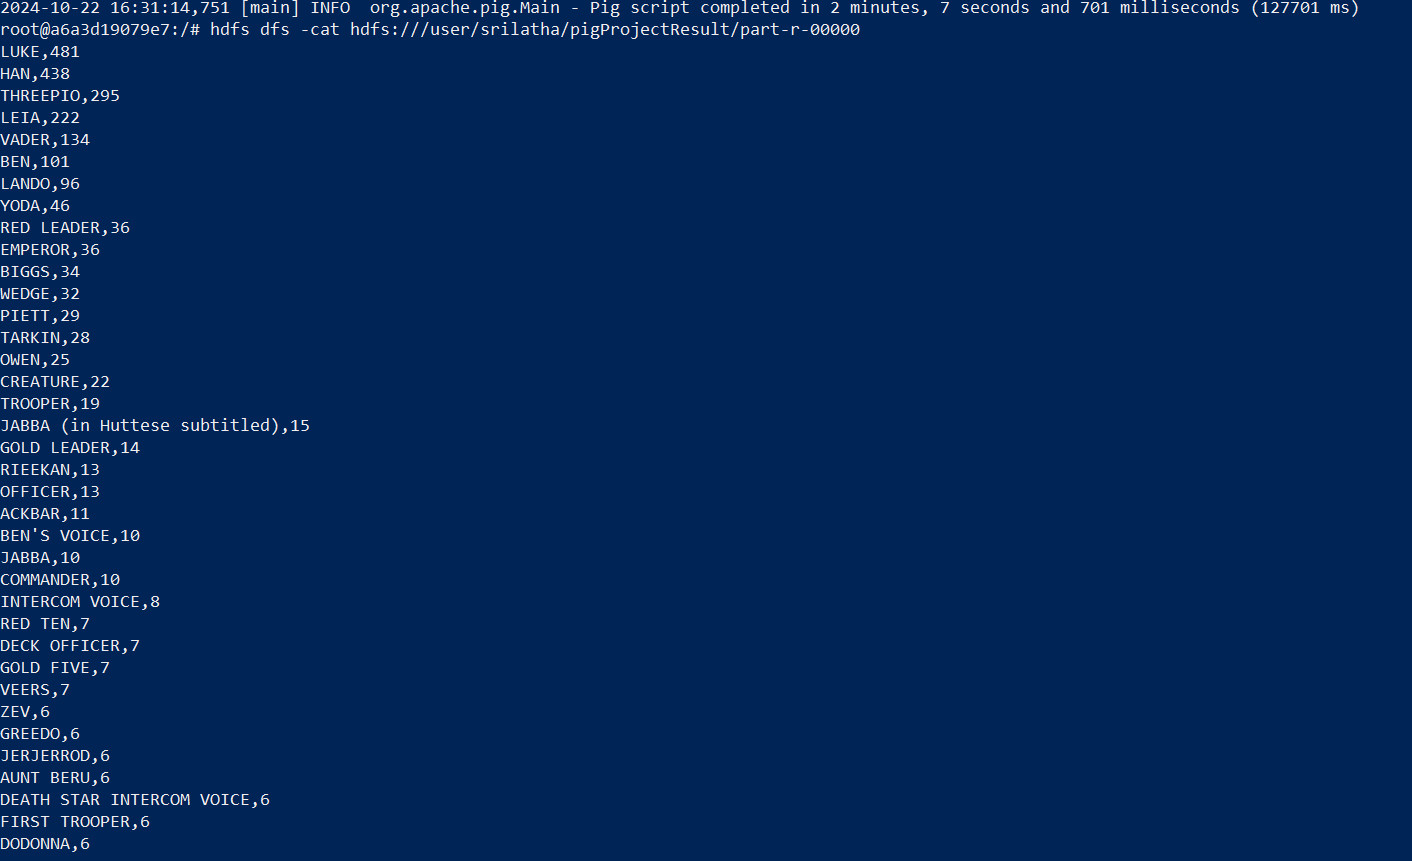 2024-10-22 16:31:14,751 [main] INFO  org.apache.pig.Main - Pig script completed in 2 minutes, 7 seconds and 701 milliseconds (127701 ms)
root@a6a3d19079e7:/# hdfs dfs -cat hdfs:///user/srilatha/pigProjectResult/part-r-00000
LUKE,481
HAN,438
THREEPIO,295
LEIA,222
VADER,134
BEN,101
LANDO,96
YODA,46
RED LEADER,36
EMPEROR,36
BIGGS,34
WEDGE,32
PIETT,29
TARKIN,28
OWEN,25
CREATURE,22
TROOPER,19
JABBA (in Huttese subtitled),15
GOLD LEADER,14
RIEEKAN,13
OFFICER,13
ACKBAR,11
BEN'S VOICE,10
JABBA,10
COMMANDER,10
INTERCOM VOICE,8
RED TEN,7
DECK OFFICER,7
GOLD FIVE,7
VEERS,7
ZEV,6
GREEDO,6
JERJERROD,6
AUNT BERU,6
DEATH STAR INTERCOM VOICE,6
FIRST TROOPER,6
DODONNA,6